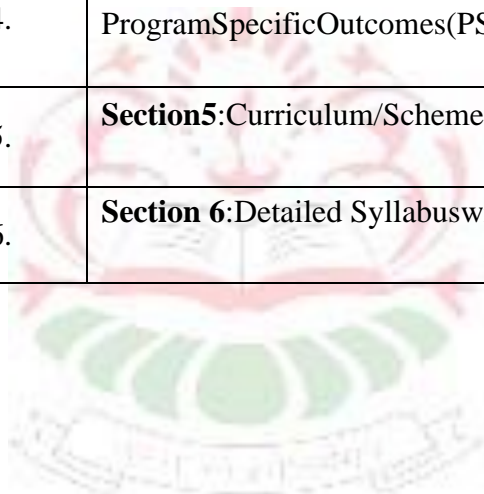 4. ProgramSpecificOutcomes(PS
5. Section5:Curriculum/Scheme
6. Section 6:Detailed Syllabusw